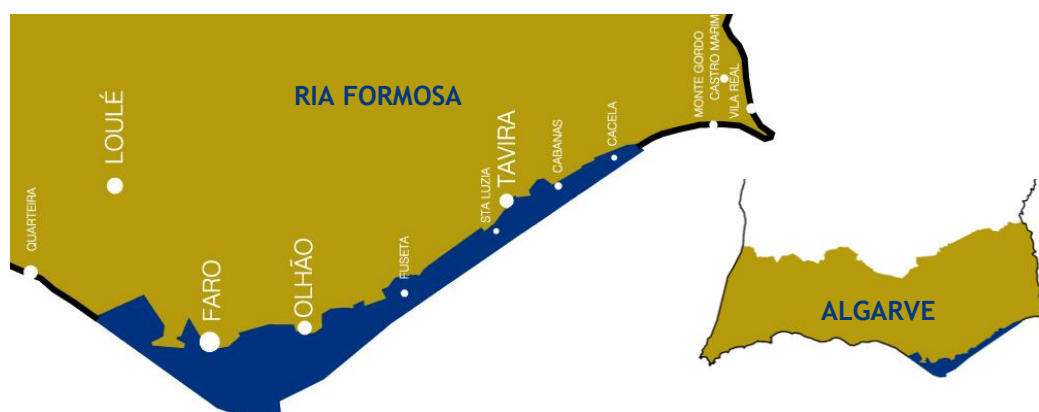 RIA FORMOSA
QUARTEIRA
LOULÉ
FARO
OLHÃO
FUSETA
STA LUZIA
TAVIRA
CABANAS
CACELA
MONTE GORDO
CASTRO MARIM
VILA REAL
ALGARVE